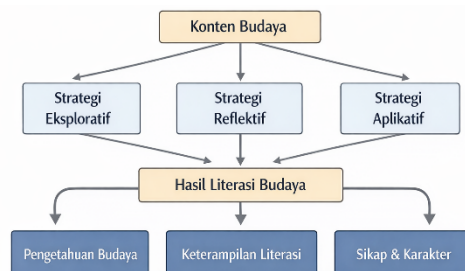 Konten Budaya
Strategi
Eksploratif
Strategi
Reflektif
Strategi
Aplikatif
Hasil Literasi Budaya
Pengetahuan Budaya
Keterampilan Literasi
Sikap & Karakter